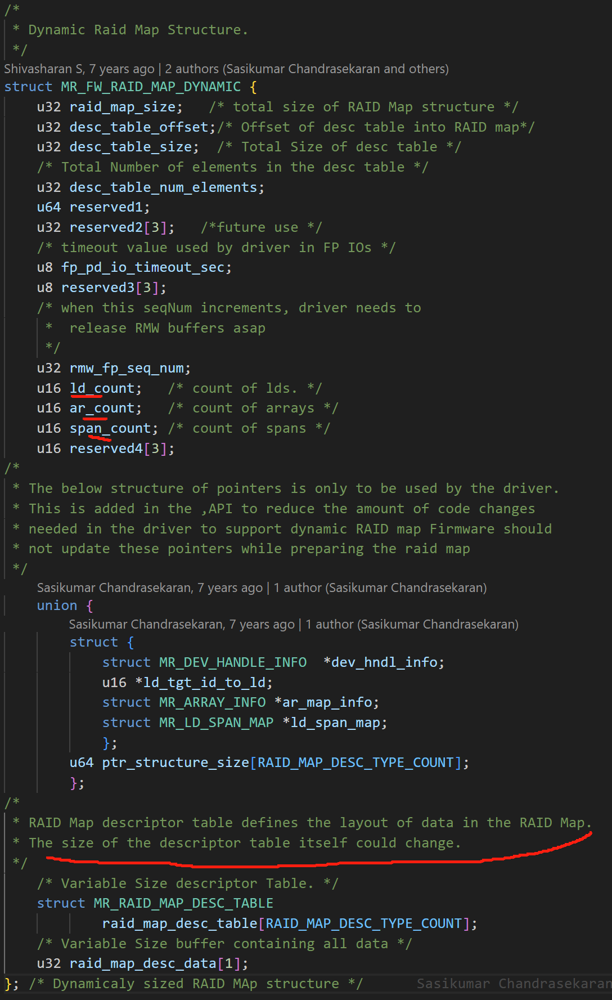 /*
 * Dynamic Raid Map Structure.
 */
Shivasharan S, 7 years ago | 2 authors (Sasikumar Chandrasekaran and others)
struct MR_FW_RAID_MAP_DYNAMIC {
    u32 raid_map_size;   /* total size of RAID Map structure */
    u32 desc_table_offset;/* Offset of desc table into RAID map*/
    u32 desc_table_size;  /* Total Size of desc table */
    /* Total Number of elements in the desc table */
    u32 desc_table_num_elements;
    u64 reserved1;
    u32 reserved2[3];   /*future use */
    /* timeout value used by driver in FP IOs */
    u8 fp_pd_io_timeout_sec;
    u8 reserved3[3];
    /* when this seqNum increments, driver needs to
     *  release RMW buffers asap
     */
    u32 rmw_fp_seq_num;
    u16 ld_count;   /* count of lds. */
    u16 ar_count;   /* count of arrays */
    u16 span_count; /* count of spans */
    u16 reserved4[3];
/*
 * The below structure of pointers is only to be used by the driver.
 * This is added in the ,API to reduce the amount of code changes
 * needed in the driver to support dynamic RAID map Firmware should
 * not update these pointers while preparing the raid map
 */
    Sasikumar Chandrasekaran, 7 years ago | 1 author (Sasikumar Chandrasekaran)
    union {
        Sasikumar Chandrasekaran, 7 years ago | 1 author (Sasikumar Chandrasekaran)
        struct {
            struct MR_DEV_HANDLE_INFO  *dev_hndl_info;
            u16 *ld_tgt_id_to_ld;
            struct MR_ARRAY_INFO *ar_map_info;
            struct MR_LD_SPAN_MAP *ld_span_map;
            };
        u64 ptr_structure_size[RAID_MAP_DESC_TYPE_COUNT];
        };
/*
 * RAID Map descriptor table defines the layout of data in the RAID Map.
 * The size of the descriptor table itself could change.
 */
    /* Variable Size descriptor Table. */
    struct MR_RAID_MAP_DESC_TABLE
            raid_map_desc_table[RAID_MAP_DESC_TYPE_COUNT];
    /* Variable Size buffer containing all data */
    u32 raid_map_desc_data[1];
}; /* Dynamicaly sized RAID MAp structure */      Sasikumar Chandrasekaran